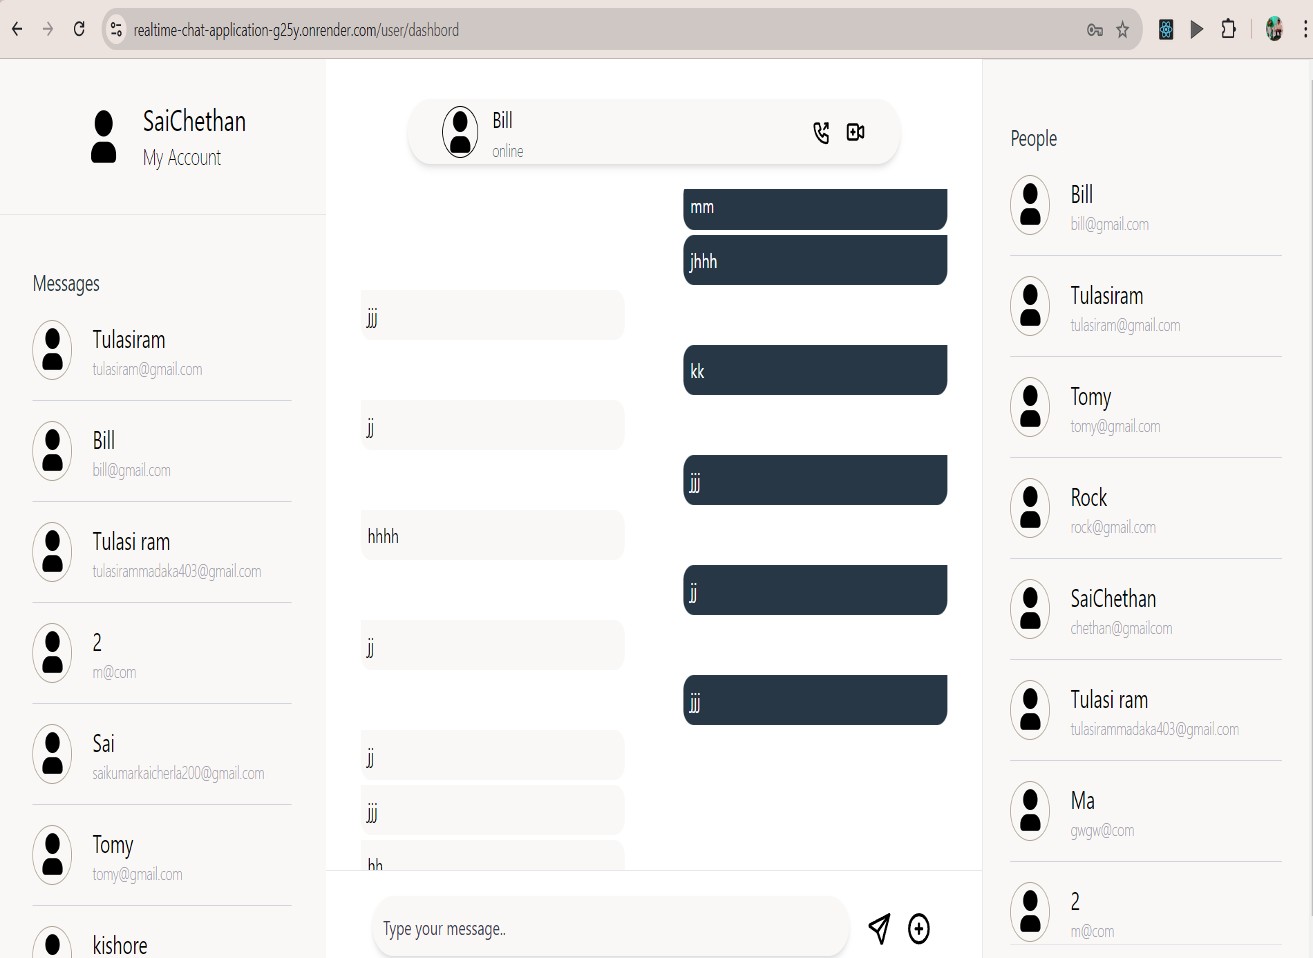 realtime-chat-application-g25y.onrender.com/user/dashbord
SaiChethan
My Account
Messages
Tulasiram
tulasiram@gmail.com
Bill
bill@gmail.com
Tulasi ram
tulasirammadaka403@gmail.com
2
m@com
Sai
saikumarkaicherla200@gmail.com
Tomy
tomy@gmail.com
kishore
Bill
online
mm
jhhh
jjj
kk
jj
jjj
hhhh
jj
jj
jjj
jj
jjj
hh
Type your message..
People
Bill
bill@gmail.com
Tulasiram
tulasiram@gmail.com
Tomy
tomy@gmail.com
Rock
rock@gmail.com
SaiChethan
chethan@gmailcom
Tulasi ram
tulasirammadaka403@gmail.com
Ma
gwgw@com
2
m@com